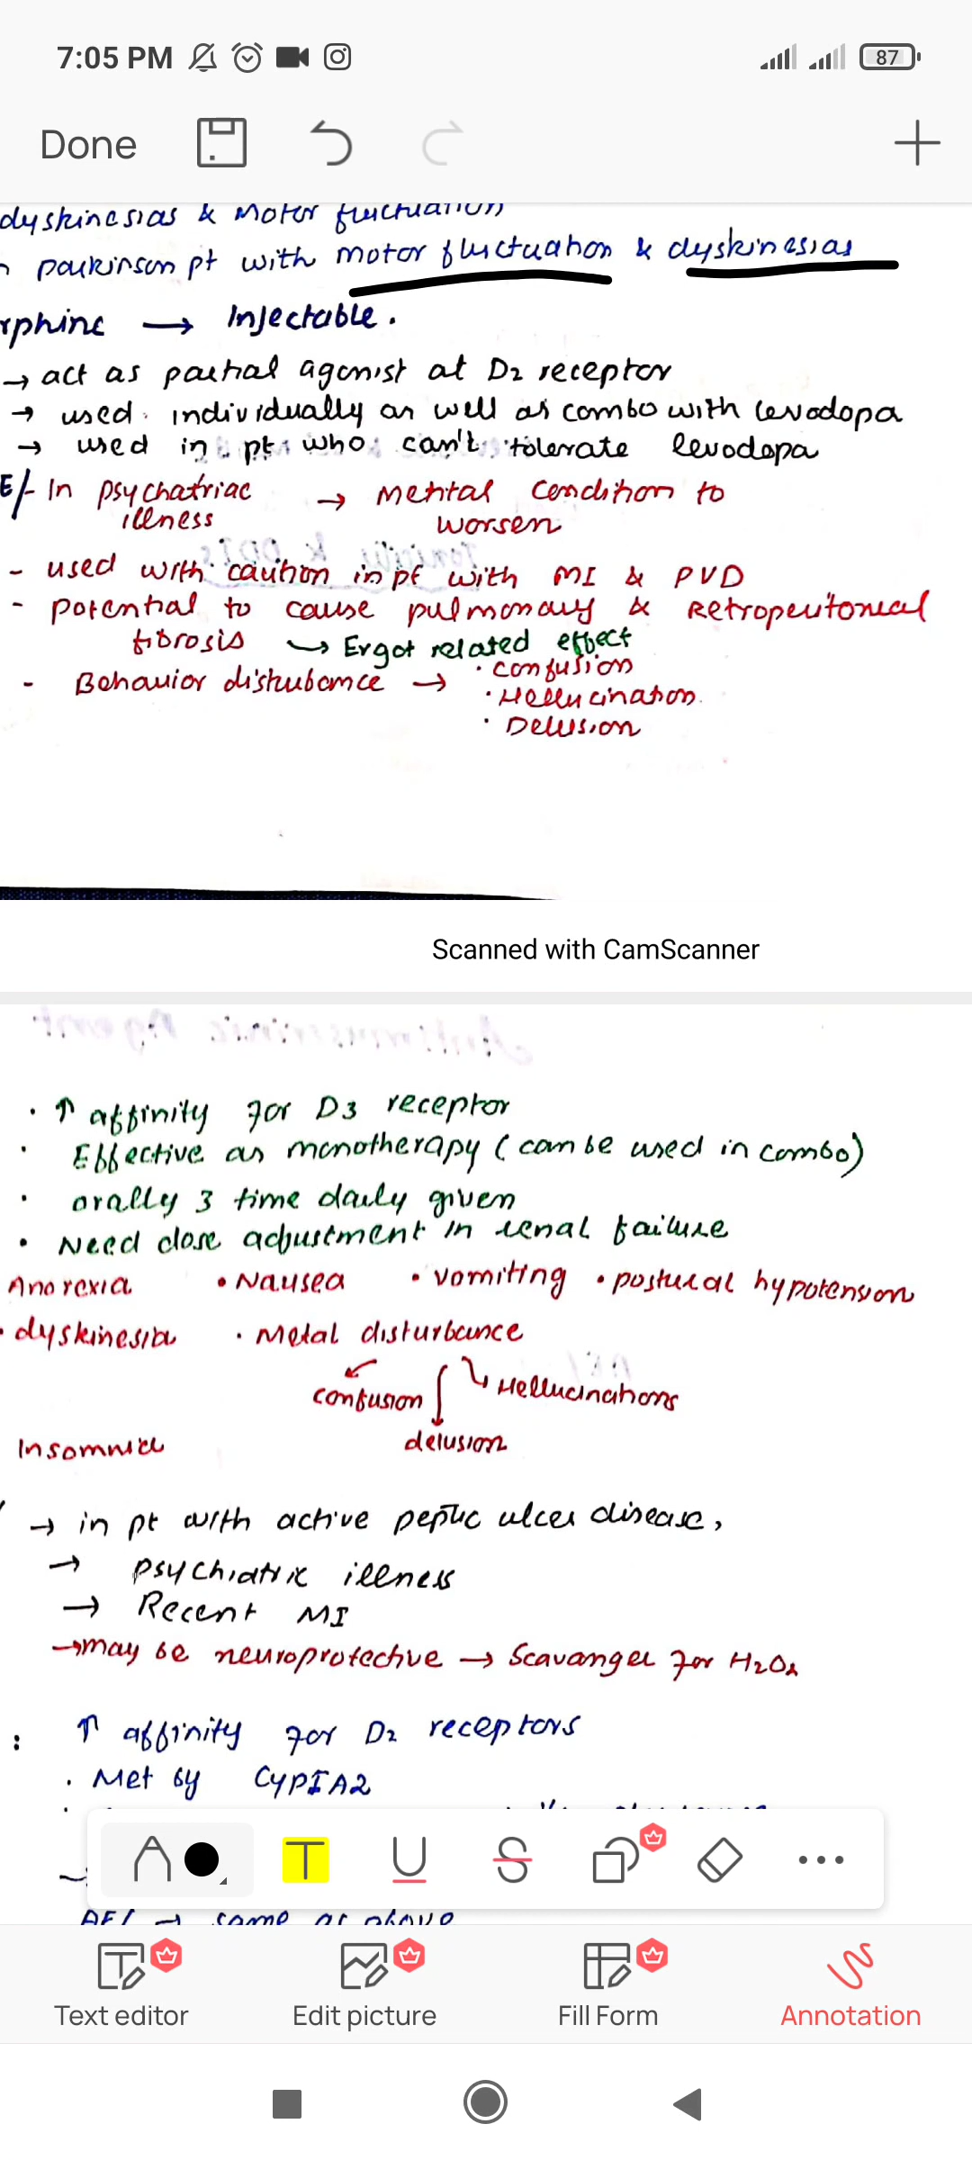 7:05 PM
87
Done
dyskinesias & Motor fluctuation
parkinson pt with motor fluctuation & dyskinesias
rphine → Injectable.
→ act as partial agonist at D2 receptor
→ used individually as well as combo with levodopa
→ used in pt who can't tolerate levodopa
E/- In psychatriac → Mental condition to
illness worsen
- used with caution in pt with MI & PVD
- potential to cause pulmonary & Retroperitoneal
fibrosis ↳ Ergot related effect
- Behavior disturbance → • confusion
• Hellucination
• Delusion
Scanned with CamScanner
• ↑ affinity for D3 receptor
• Effective as monotherapy (can be used in combo)
• orally 3 time daily given
• Need dose adjustment in renal failure
Anorexia • Nausea • vomiting • postural hypotension
• dyskinesia • Metal disturbance
confusion Hellucinations
Insomnia delusion
→ in pt with active peptic ulcer disease,
→ psychiatric illness
→ Recent MI
→ may be neuroprotective → scavanger for H2O2
: ↑ affinity for D2 receptors
• Met by CYPIA2
AE/ → same as above
Text editor
Edit picture
Fill Form
Annotation